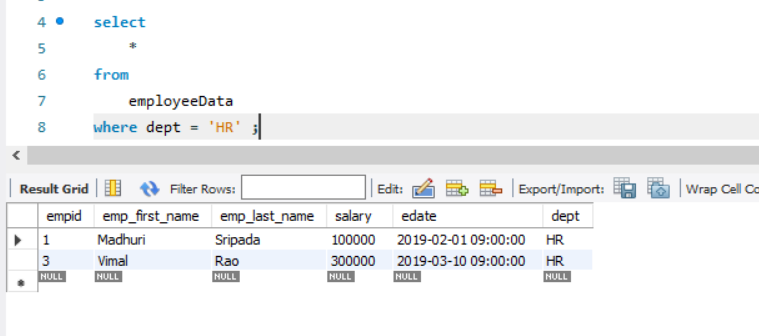 4 select
5 *
6 from
7 employeeData
8 where dept = 'HR' ;
Result Grid Filter Rows: Edit: Export/Import: Wrap Cell Co
empid emp_first_name emp_last_name salary edate dept
1 Madhuri Sripada 100000 2019-02-01 09:00:00 HR
3 Vimal Rao 300000 2019-03-10 09:00:00 HR
NULL NULL NULL NULL NULL NULL